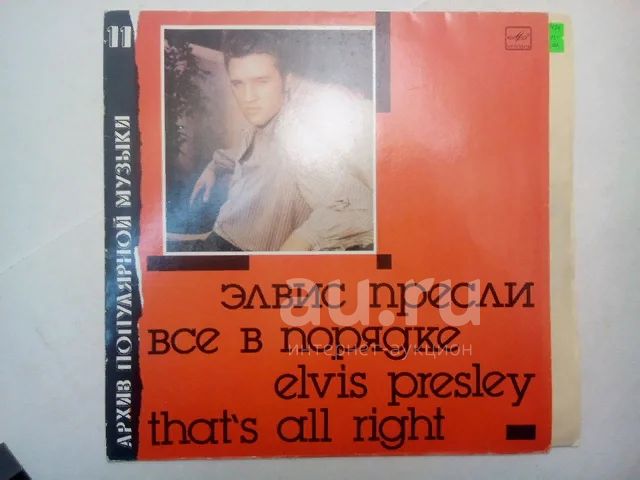 11
АРХИВ ПОПУЛЯРНОЙ МУЗЫКИ
элвис пресли
все в порядке
elvis presley
that's all right
au.ru
интернет-аукцион